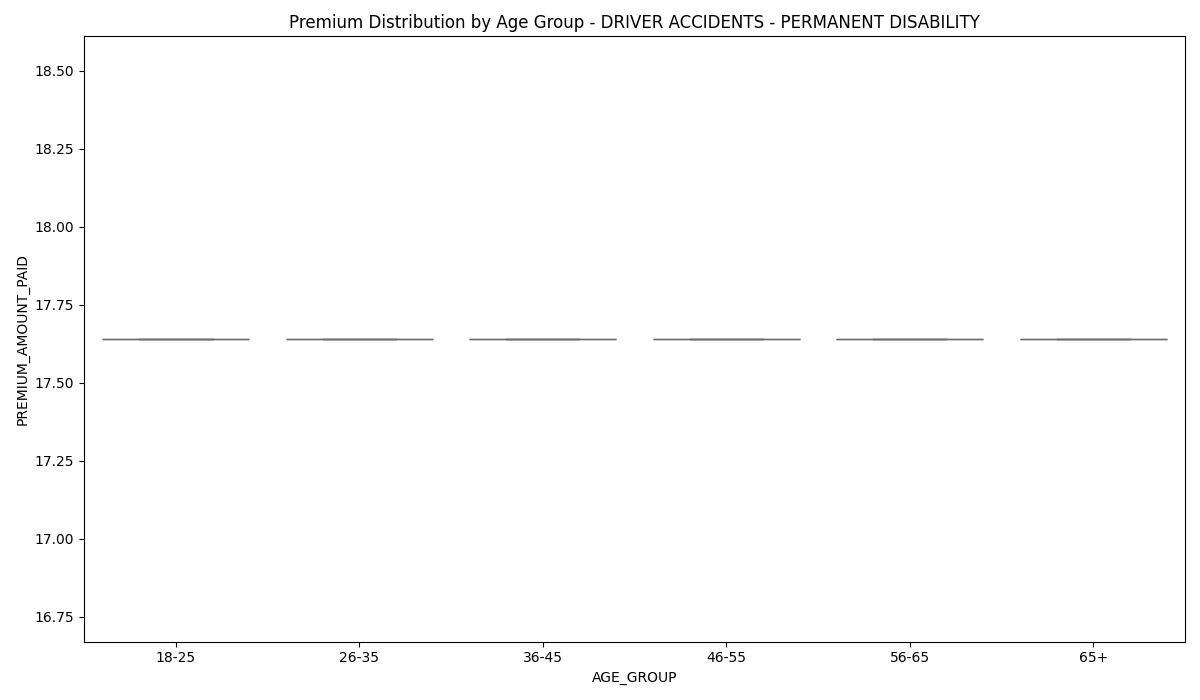 Premium Distribution by Age Group - DRIVER ACCIDENTS - PERMANENT DISABILITY
18.50
18.25
18.00
17.75
17.50
17.25
17.00
16.75
PREMIUM_AMOUNT_PAID
18-25 26-35 36-45 46-55 56-65 65+
AGE_GROUP